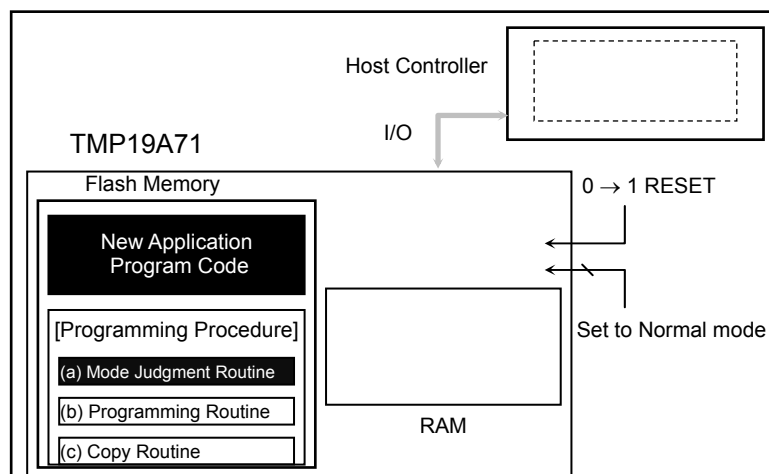 Host Controller
I/O
TMP19A71
Flash Memory
0 → 1 RESET
New Application
Program Code
[Programming Procedure]
Set to Normal mode
(a) Mode Judgment Routine
(b) Programming Routine
RAM
(c) Copy Routine